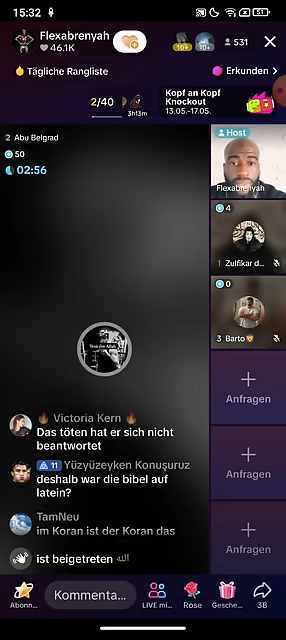 15:32
51
Flexabrenyah
46.1K
10+
10+
531
Tägliche Rangliste
Erkunden >
2/40
3h13m
Kopf an Kopf
Knockout
13.05.-17.05.
2 Abu Belgrad
50
02:56
Host
Flexabrenyah
4
1 Zulfikar d...
0
3 Barto
Anfragen
Anfragen
Anfragen
Victoria Kern
Das töten hat er sich nicht
beantwortet
11 Yüzyüzeyken Konuşuruz
deshalb war die bibel auf
latein?
TamNeu
im Koran ist der Koran das
ist beigetreten
Abonn...
Kommenta...
LIVE mi...
Rose
Gesche...
38